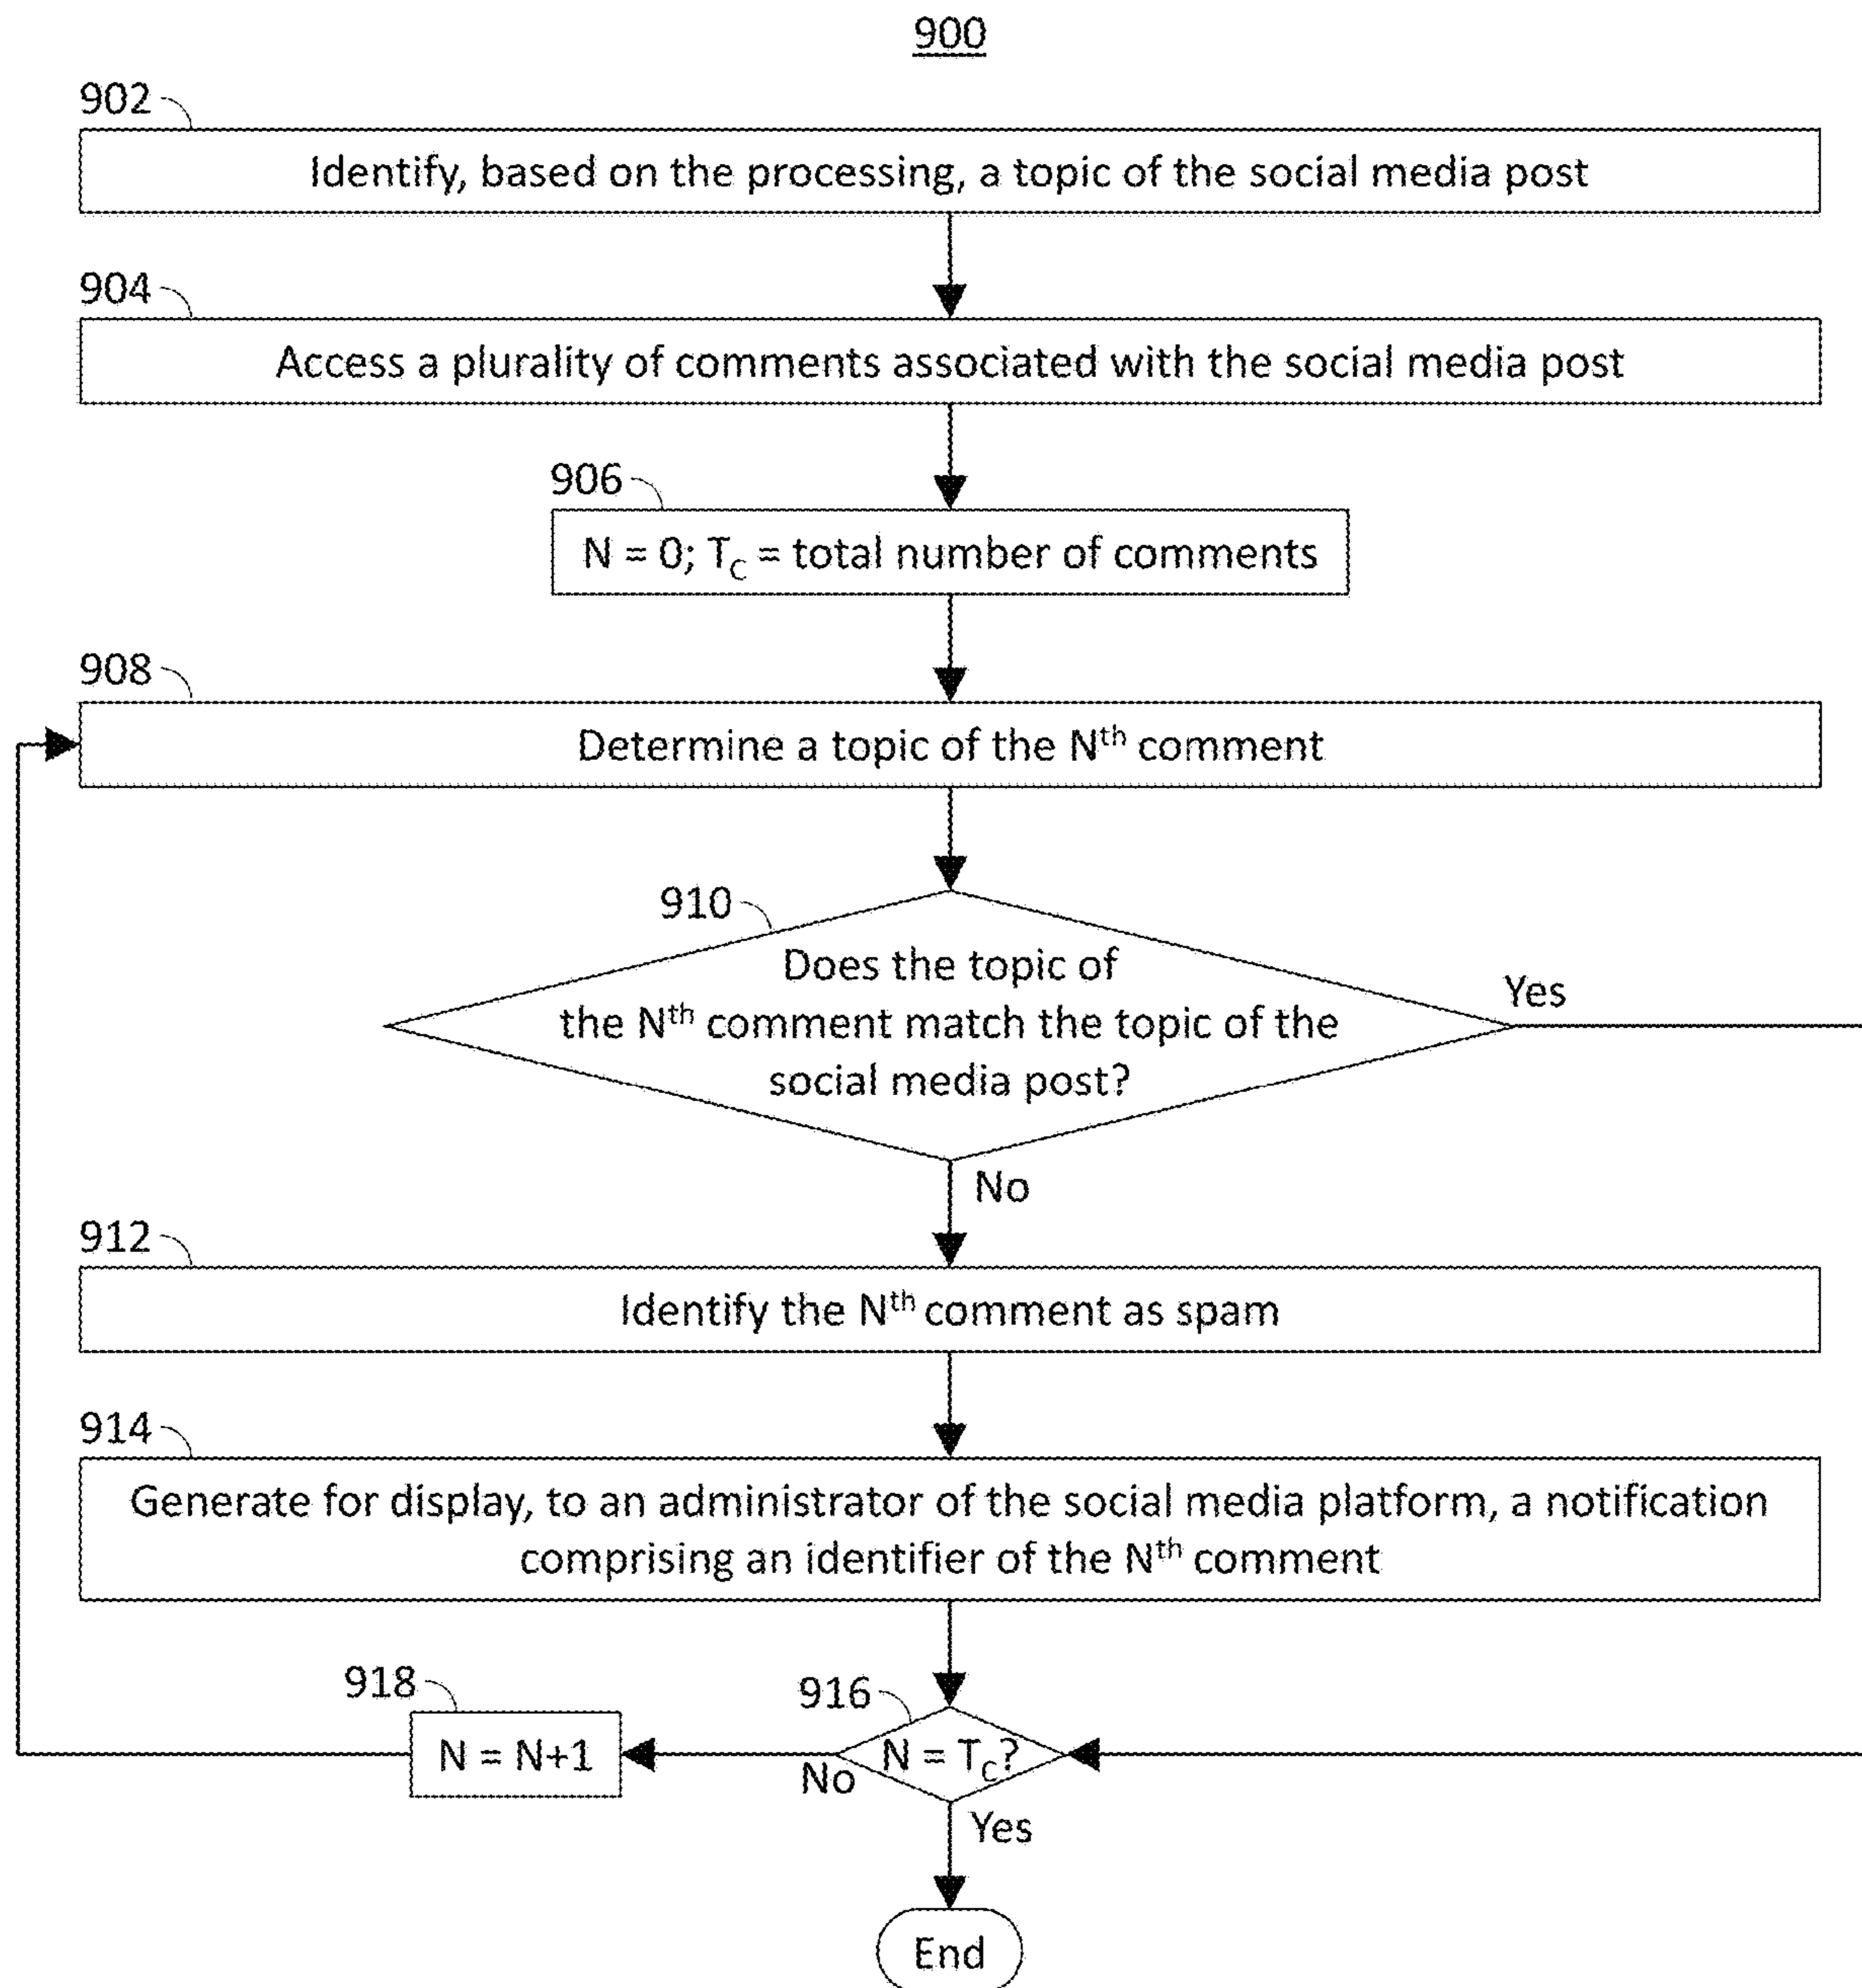 900
902
Identify, based on the processing, a topic of the social media post
904
Access a plurality of comments associated with the social media post
906
N = 0; T_C = total number of comments
908
Determine a topic of the Nth comment
910
Does the topic of
the Nth comment match the topic of the
social media post?
Yes
No
912
Identify the Nth comment as spam
914
Generate for display, to an administrator of the social media platform, a notification
comprising an identifier of the Nth comment
918
916
N = N+1
N = T_C?
No
Yes
End